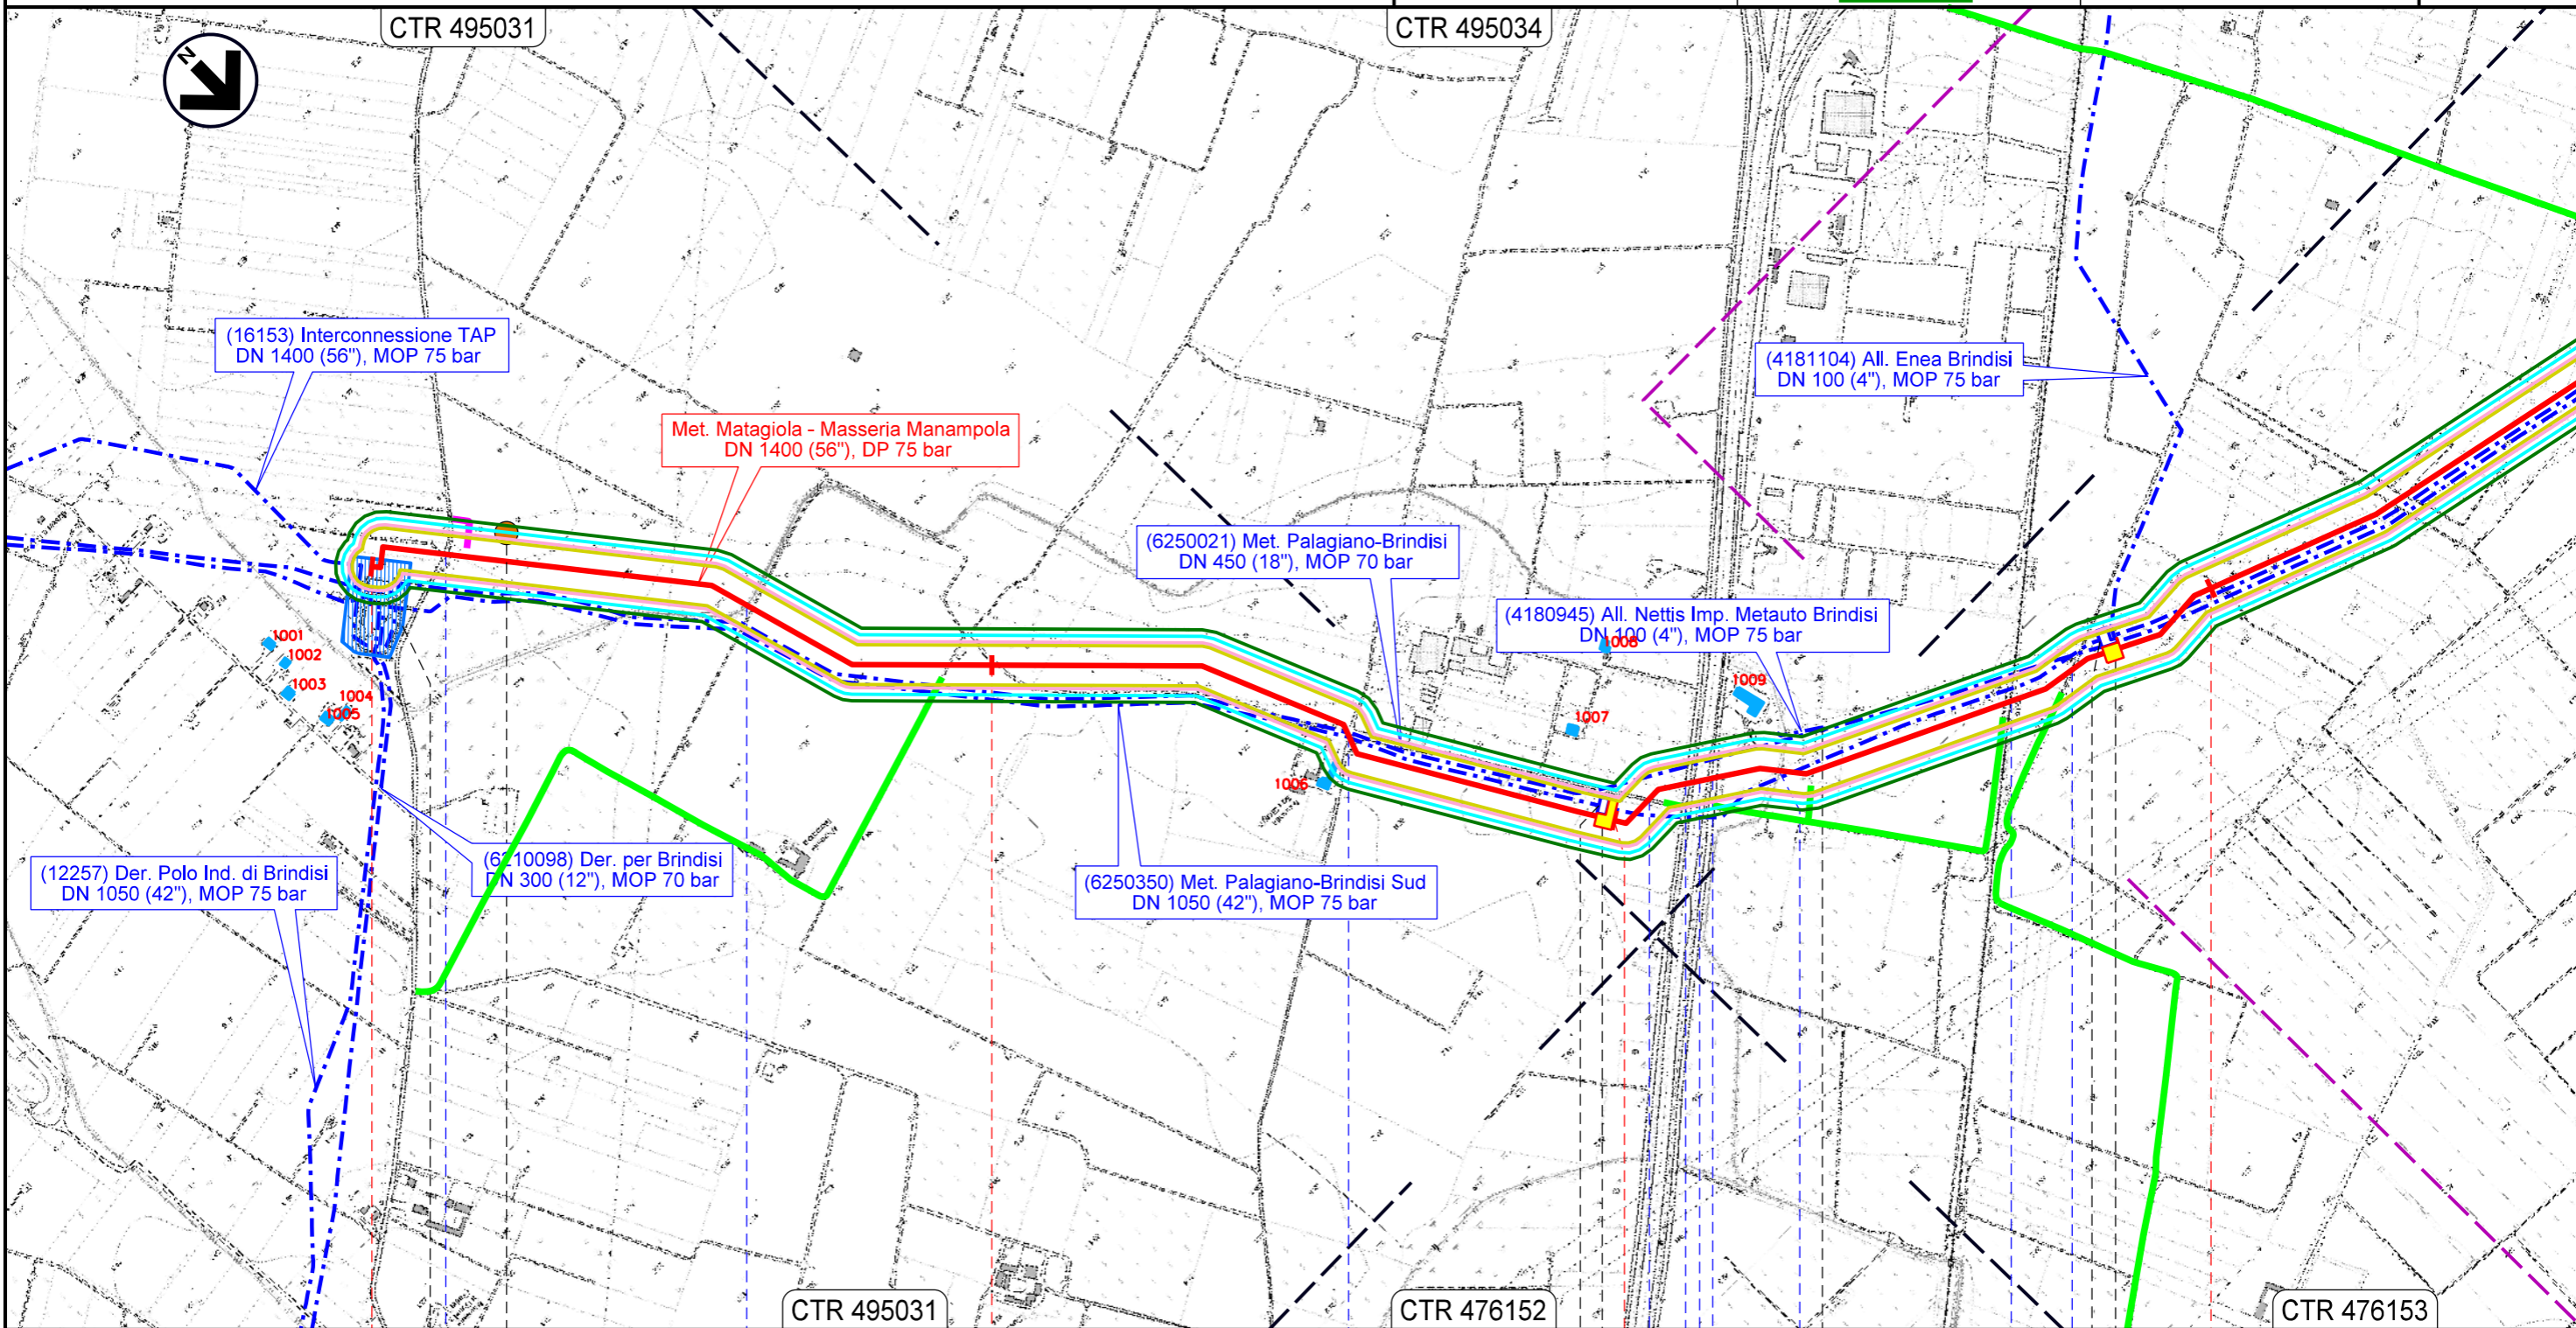 CTR 495031
CTR 495034
N
(16153) Interconnessione TAP
DN 1400 (56"), MOP 75 bar
(4181104) All. Enea Brindisi
DN 100 (4"), MOP 75 bar
Met. Matagiola - Masseria Manampola
DN 1400 (56"), DP 75 bar
(6250021) Met. Palagiano-Brindisi
DN 450 (18"), MOP 70 bar
(4180945) All. Nettis Imp. Metauto Brindisi
DN 100 (4"), MOP 75 bar
1001
1002
1003
1004
1005
1006
1007
1008
1009
(6210098) Der. per Brindisi
DN 300 (12"), MOP 70 bar
(12257) Der. Polo Ind. di Brindisi
DN 1050 (42"), MOP 75 bar
(6250350) Met. Palagiano-Brindisi Sud
DN 1050 (42"), MOP 75 bar
CTR 495031
CTR 476152
CTR 476153